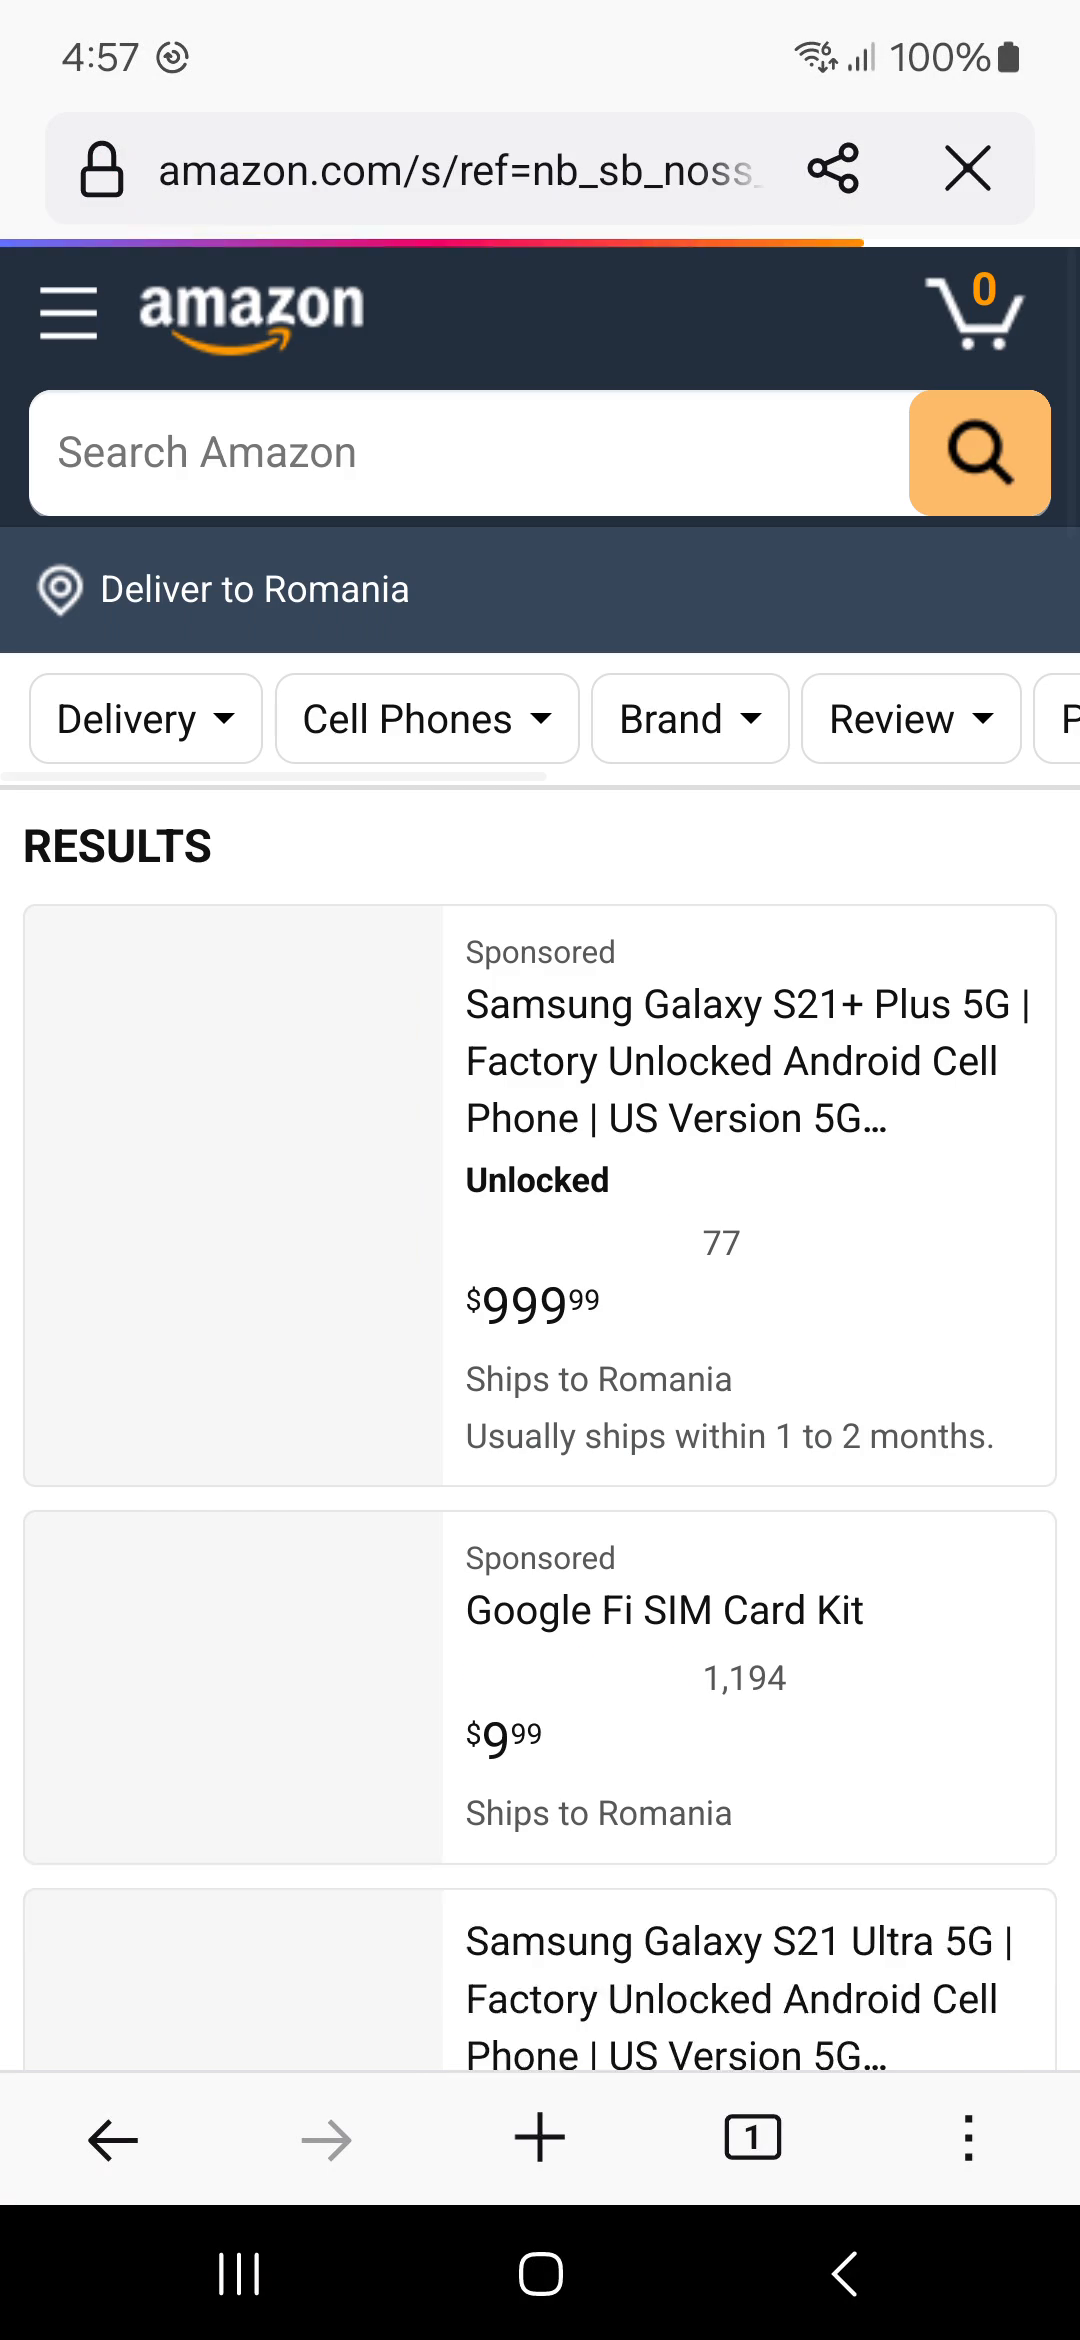 4:57
6 100%
amazon.com/s/ref=nb_sb_noss_
amazon
0
Search Amazon
Deliver to Romania
Delivery
Cell Phones
Brand
Review
RESULTS
Sponsored
Samsung Galaxy S21+ Plus 5G |
Factory Unlocked Android Cell
Phone | US Version 5G...
Unlocked
77
$999 99
Ships to Romania
Usually ships within 1 to 2 months.
Sponsored
Google Fi SIM Card Kit
1,194
$9 99
Ships to Romania
Samsung Galaxy S21 Ultra 5G |
Factory Unlocked Android Cell
Phone | US Version 5G...
1